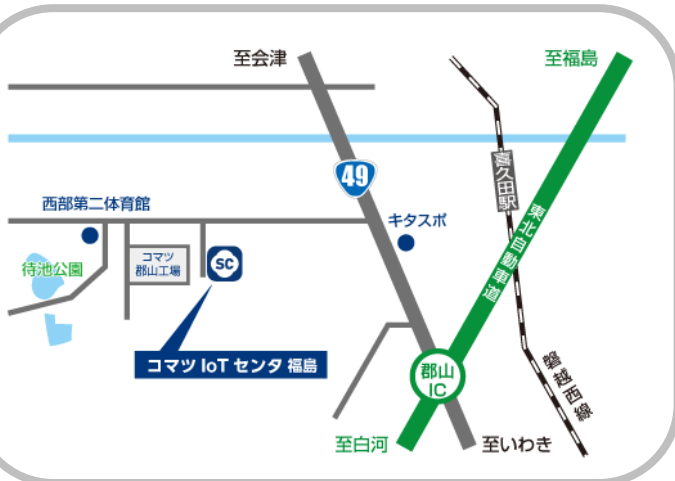 至会津
至福島
49
喜久田駅
西部第二体育館
キタスポ
東北自動車道
待池公園
コマツ
郡山工場
SC
コマツ IoT センタ 福島
郡山
IC
磐越西線
至白河
至いわき